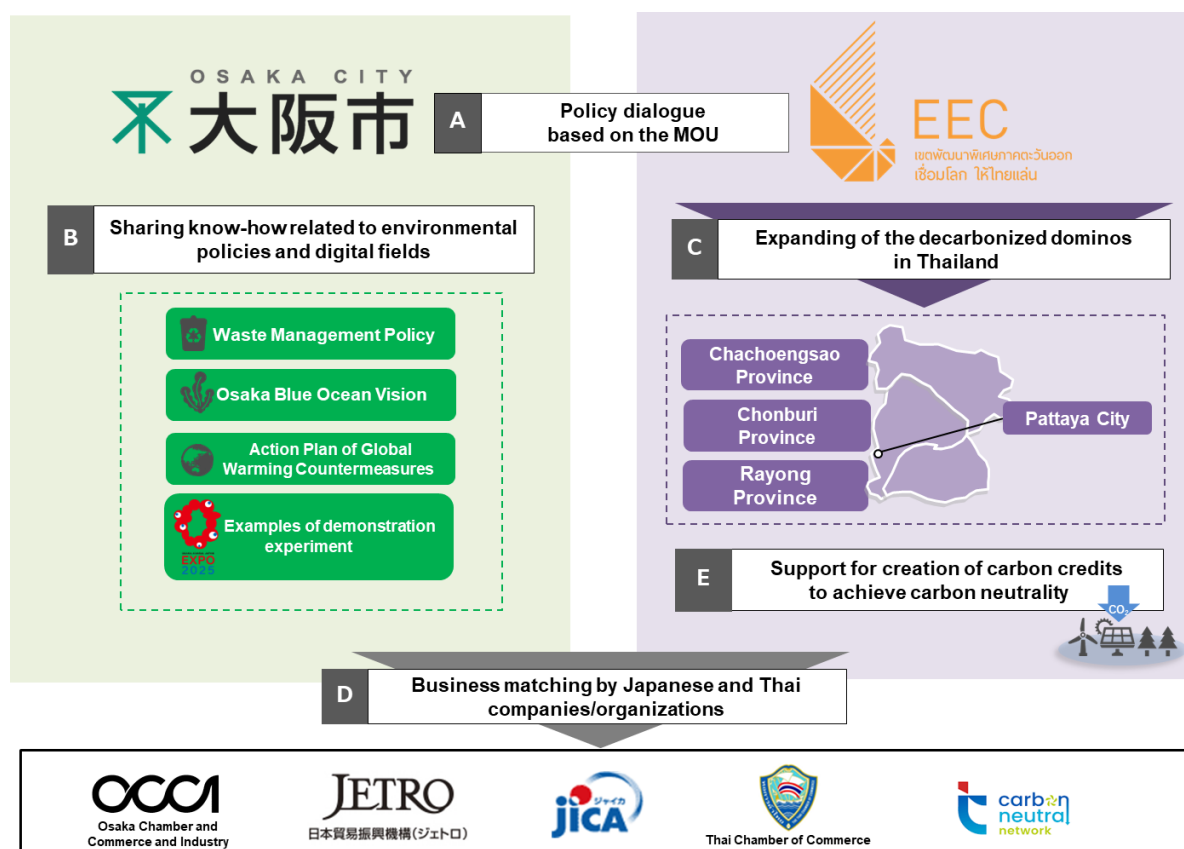 OSAKA CITY
大阪市
A
Policy dialogue
based on the MOU
EEC
เขตพัฒนาพิเศษภาคตะวันออก
เชื่อมโลก ให้ไทยแล่น
B
Sharing know-how related to environmental
policies and digital fields
Waste Management Policy
Osaka Blue Ocean Vision
Action Plan of Global
Warming Countermeasures
Examples of demonstration
experiment
EXPO
2025
C
Expanding of the decarbonized dominos
in Thailand
Chachoengsao
Province
Chonburi
Province
Rayong
Province
Pattaya City
E
Support for creation of carbon credits
to achieve carbon neutrality
CO₂
D
Business matching by Japanese and Thai
companies/organizations
OCCI
Osaka Chamber and
Commerce and Industry
JETRO
日本貿易振興機構(ジェトロ)
ジャイカ
JICA
Thai Chamber of Commerce
carbon
neutral
network